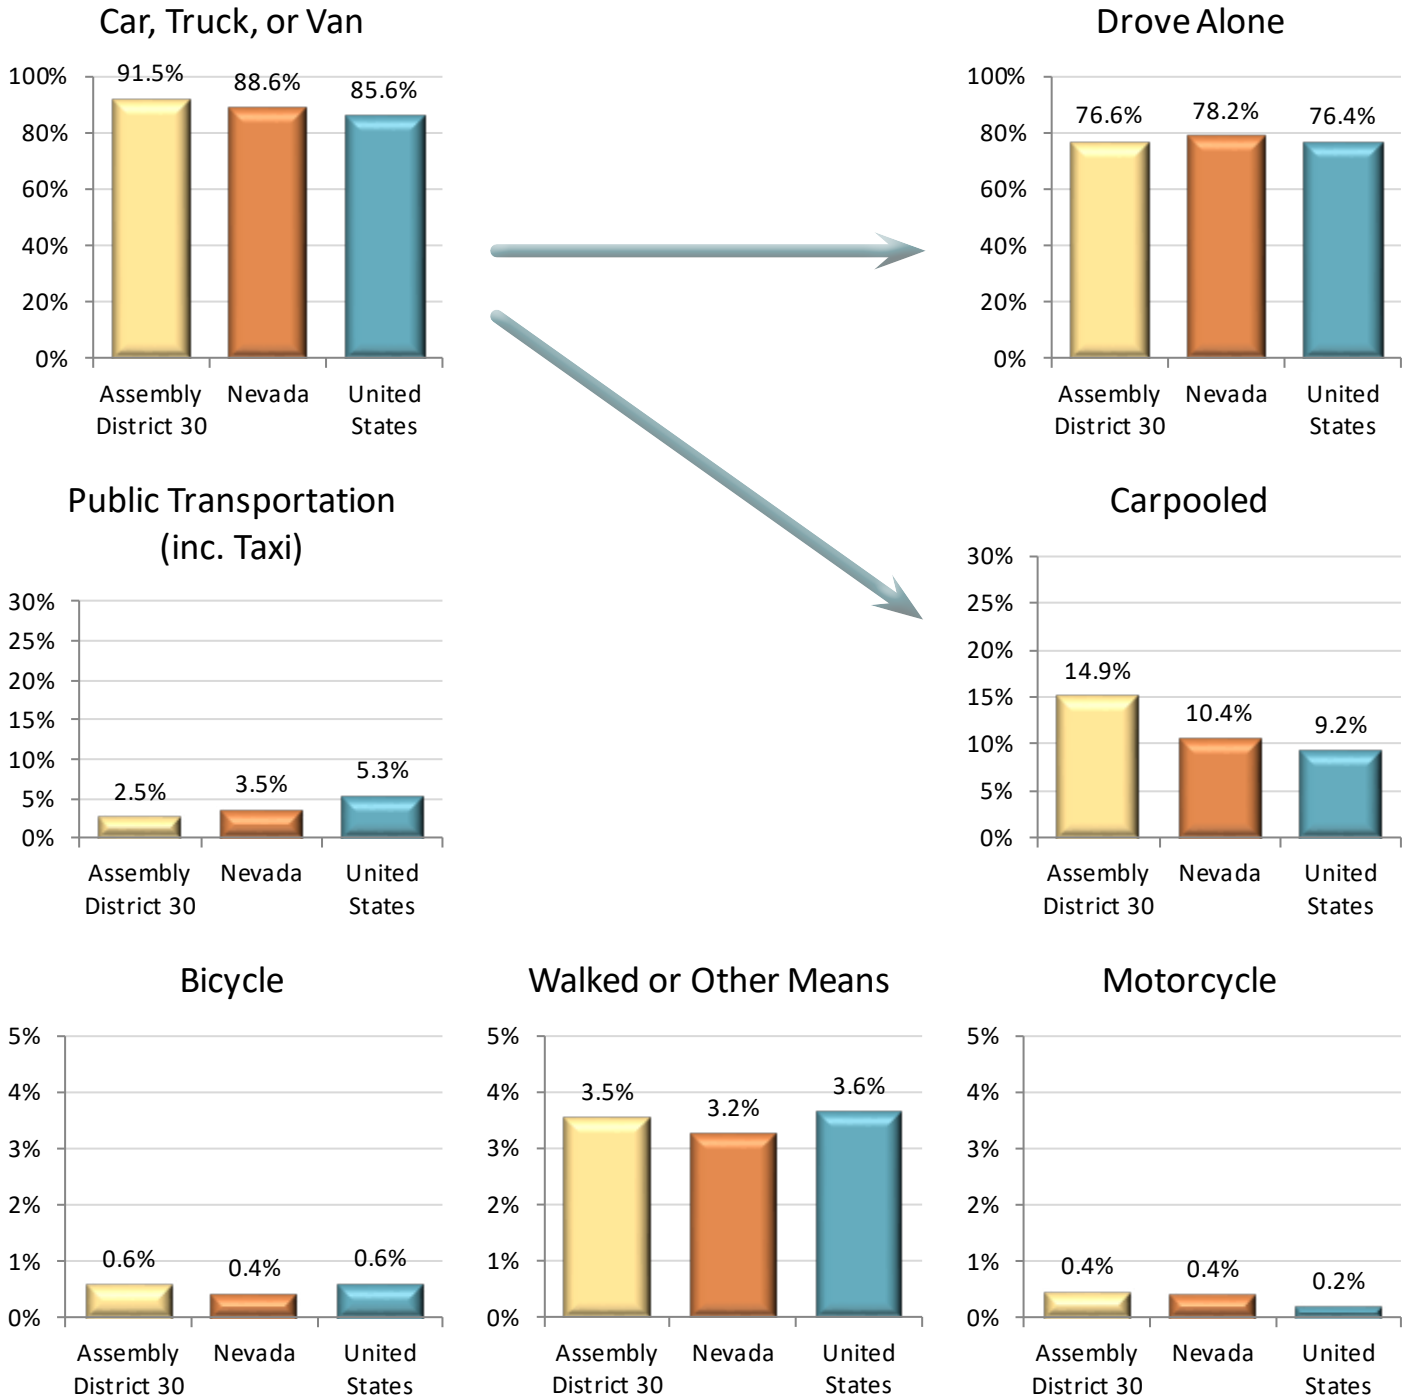 Car, Truck, or Van
100%
80%
60%
40%
20%
0%
91.5%
88.6%
85.6%
Assembly
District 30
Nevada
United
States
Drove Alone
100%
80%
60%
40%
20%
0%
76.6%
78.2%
76.4%
Assembly
District 30
Nevada
United
States
Public Transportation
(inc. Taxi)
30%
25%
20%
15%
10%
5%
0%
2.5%
3.5%
5.3%
Assembly
District 30
Nevada
United
States
Carpooled
30%
25%
20%
15%
10%
5%
0%
14.9%
10.4%
9.2%
Assembly
District 30
Nevada
United
States
Bicycle
5%
4%
3%
2%
1%
0%
0.6%
0.4%
0.6%
Assembly
District 30
Nevada
United
States
Walked or Other Means
5%
4%
3%
2%
1%
0%
3.5%
3.2%
3.6%
Assembly
District 30
Nevada
United
States
Motorcycle
5%
4%
3%
2%
1%
0%
0.4%
0.4%
0.2%
Assembly
District 30
Nevada
United
States